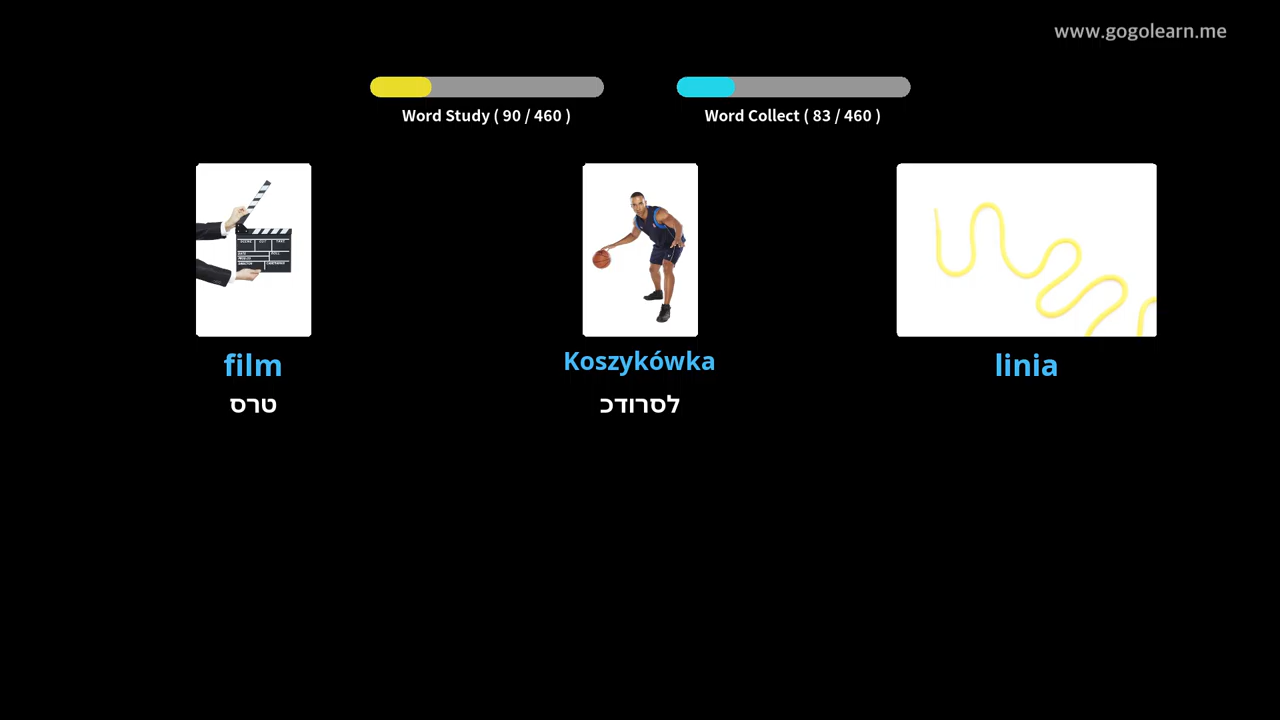 www.gogolearn.me
Word Study ( 90 / 460 )
Word Collect ( 83 / 460 )
film
Koszykówka
linia
טרס
לסרודכ